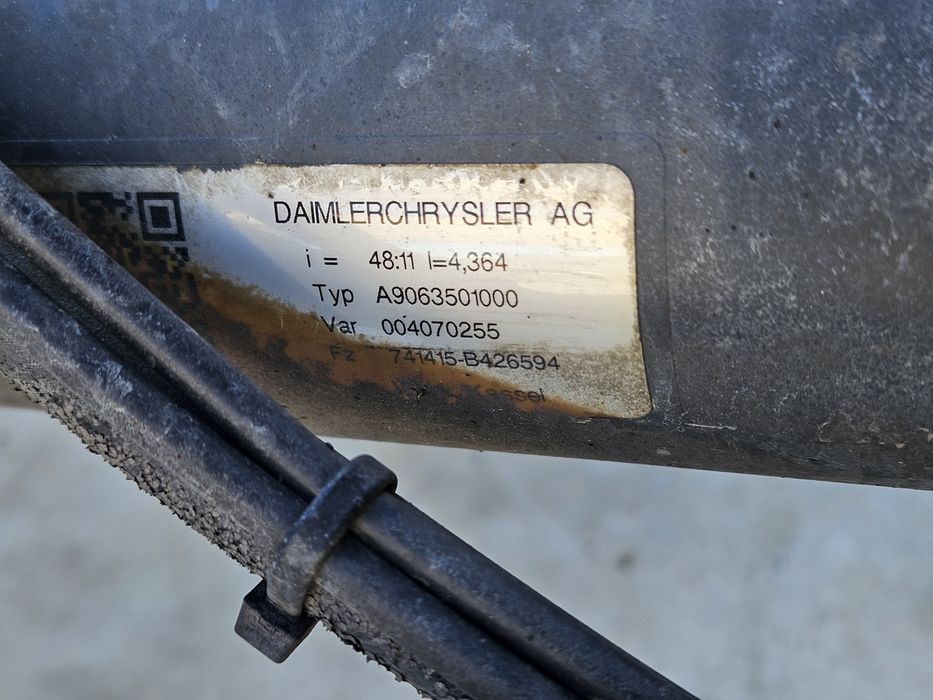 DAIMLERCHRYSLER AG
i = 48:11 I=4,364
Typ A9063501000
Var 004070255
Fz 741415-B426594